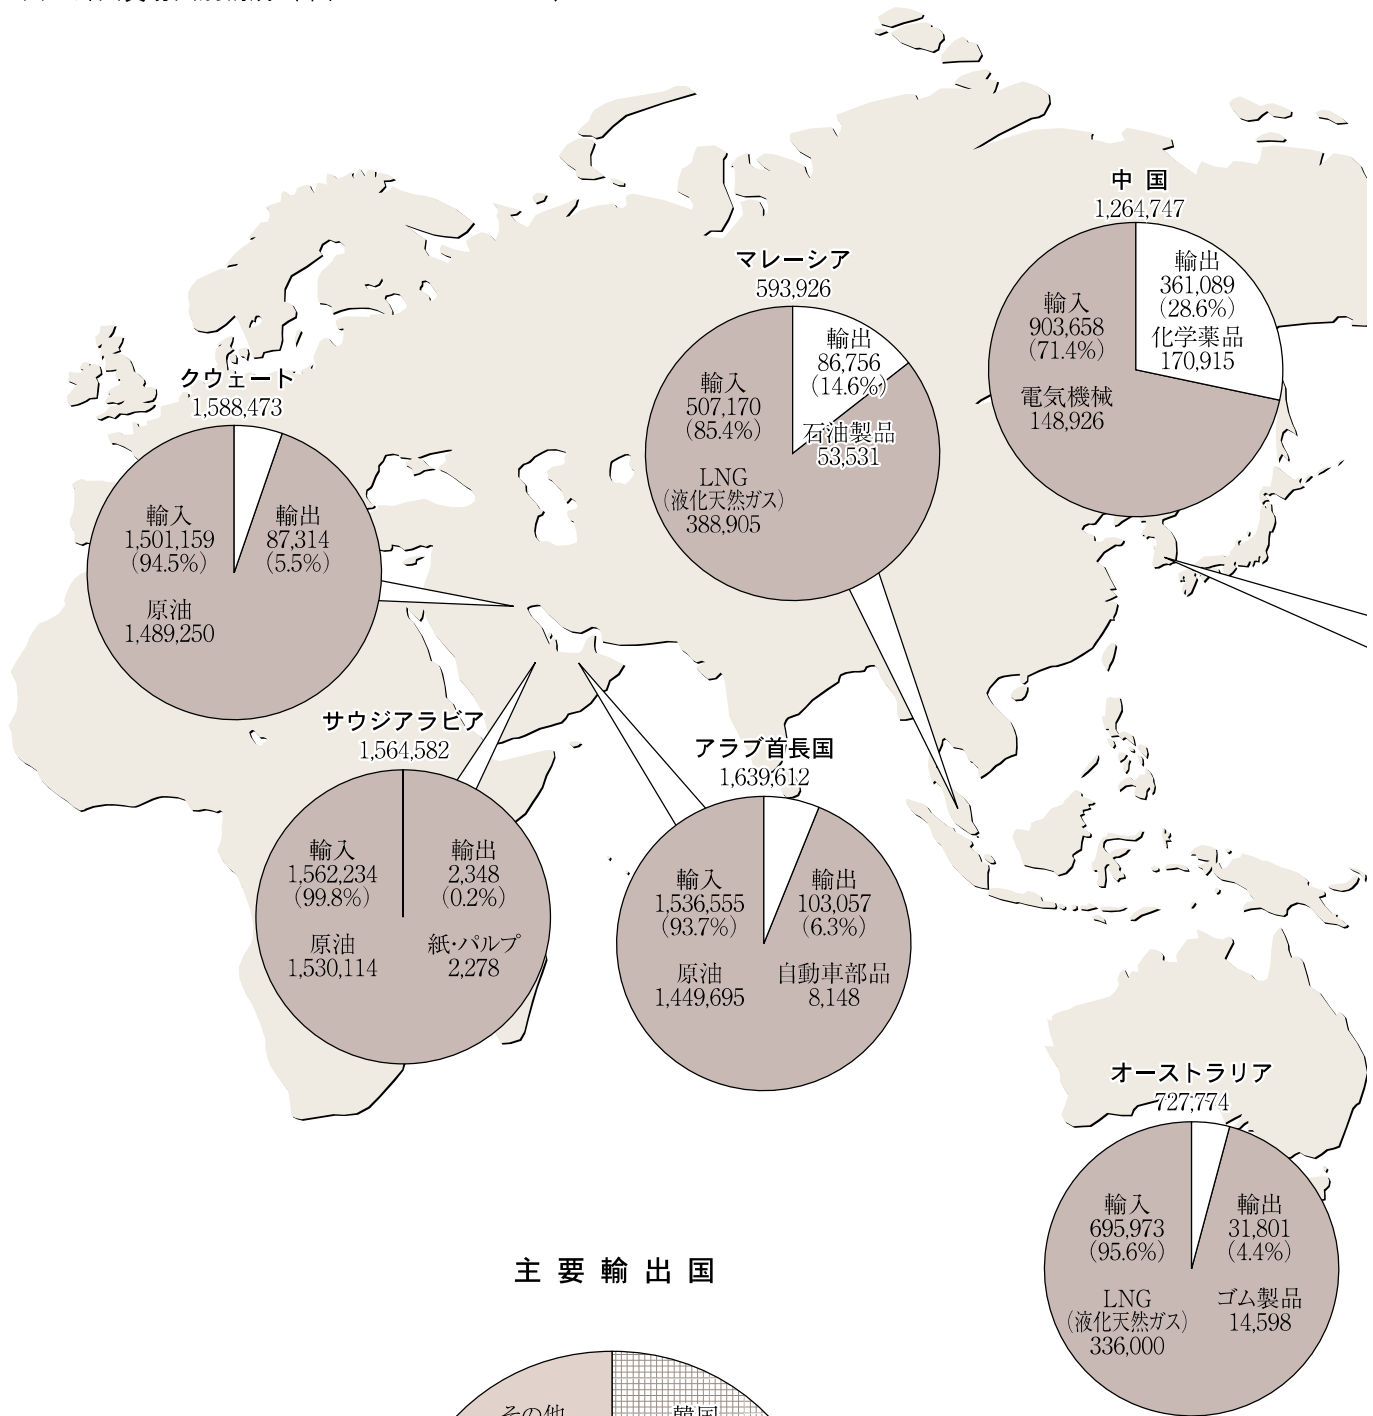 中国
1,264,747
輸出
361,089
(28.6%)
化学薬品
170,915
輸入
903,658
(71.4%)
電気機械
148,926
マレーシア
593,926
輸出
86,756
(14.6%)
石油製品
53,531
輸入
507,170
(85.4%)
LNG
(液化天然ガス)
388,905
クウェート
1,588,473
輸入
1,501,159
(94.5%)
原油
1,489,250
輸出
87,314
(5.5%)
サウジアラビア
1,564,582
輸入
1,562,234
(99.8%)
原油
1,530,114
輸出
2,348
(0.2%)
紙・パルプ
2,278
アラブ首長国
1,639,612
輸入
1,536,555
(93.7%)
原油
1,449,695
輸出
103,057
(6.3%)
自動車部品
8,148
オーストラリア
727,774
輸入
695,973
(95.6%)
LNG
(液化天然ガス)
336,000
輸出
31,801
(4.4%)
ゴム製品
14,598
主要輸出国
その他
韓国